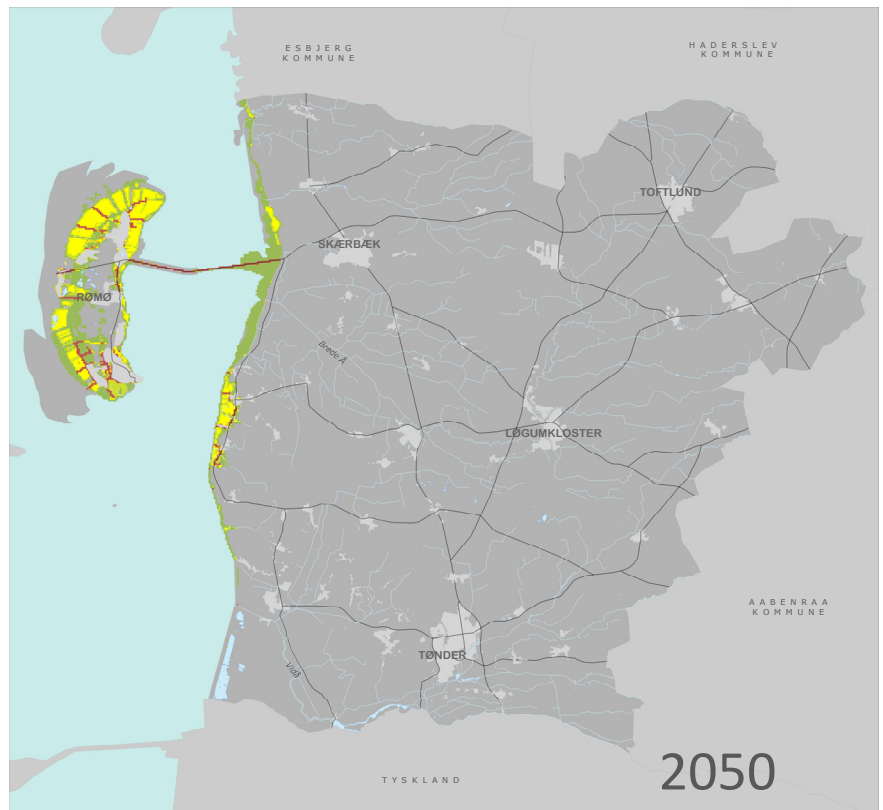 ESBJERG
KOMMUNE
HADERSLEV
KOMMUNE
TOFTLUND
SKÆRBÆK
RØMØ
Brede Å
LØGUMKLOSTER
AABENRAA
KOMMUNE
TØNDER
Vidå
2050
TYSKLAND